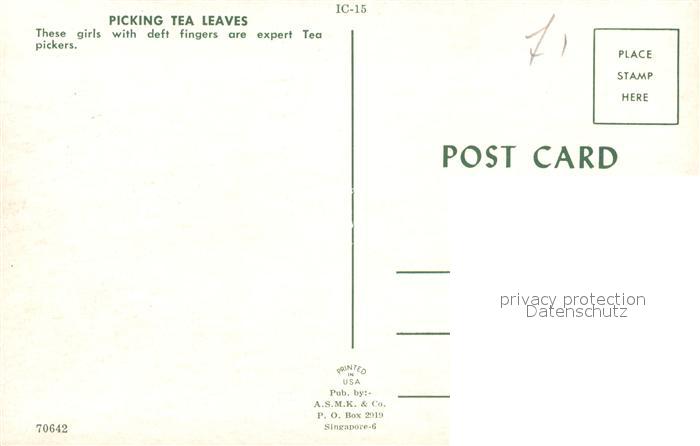 IC-15
PICKING TEA LEAVES
These girls with deft fingers are expert Tea
pickers.
PLACE
STAMP
HERE
POST CARD
privacy protection
Datenschutz
PRINTED
IN
USA
Pub. by:-
A.S.M.K. & Co.
P. O. Box 2919
Singapore-6
70642